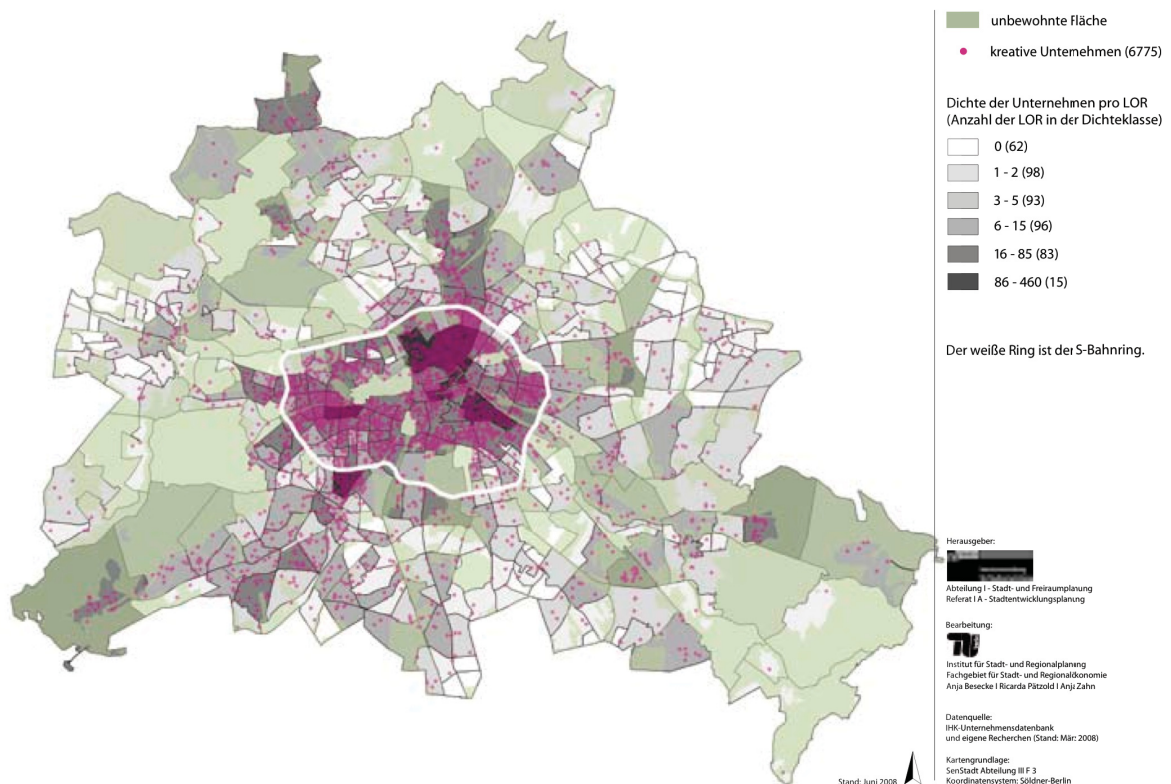 unbewohnte Fläche
kreative Unternehmen (6775)
Dichte der Unternehmen pro LOR
(Anzahl der LOR in der Dichteklasse)
0 (62)
1 - 2 (98)
3 - 5 (93)
6 - 15 (96)
16 - 85 (83)
86 - 460 (15)
Der weiße Ring ist der S-Bahnring.
Herausgeber:
Abteilung I - Stadt- und Freiraumplanung
Referat I A - Stadtentwicklungsplanung
Bearbeitung:
Institut für Stadt- und Regionalplanung
Fachgebiet für Stadt- und Regionalökonomie
Anja Besecke I Ricarda Pätzold I Anja Zahn
Datenquelle:
IHK-Unternehmensdatenbank
und eigene Recherchen (Stand: März 2008)
Kartengrundlage:
SenStadt Abteilung III F 3
Koordinatensystem: Söldner-Berlin
Stand: Juni 2008